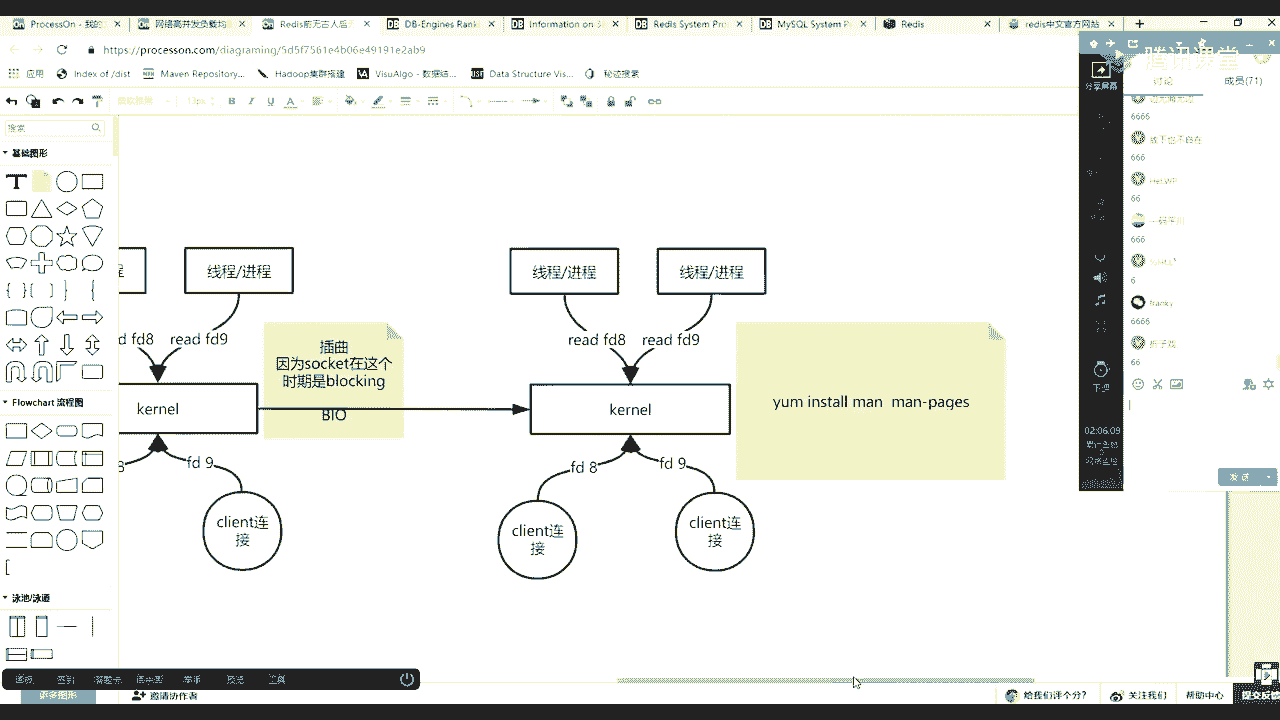 ProcessOn - 我的
网络高并发负载均
Redis前无古人后
DB-Engines Rank
Information on
Redis System Pr
MySQL System P
Redis
redis中文官方网站
https://processon.com/diagraming/5d5f7561e4b06e49191e2ab9
应用
Index of /dist
Maven Repository...
Hadoop集群搭建
VisuAlgo - 数据结...
Data Structure Vis...
腾讯课堂
讨论
成员(71)
分享屏幕
13px
B I U A
搜索
基础图形
T
Flowchart 流程图
泳池/泳道
更多图形
线程/进程
read fd9
d fd8
kernel
fd 9
8
client连
接
插曲
因为socket在这个
时期是blocking
BIO
线程/进程
线程/进程
read fd8
read fd9
kernel
fd 8
fd 9
client连
接
client连
接
yum install man man-pages
6666
666
66
666
6
6666
66
下课
02:06:09
发送
邀请协作者
给我们评个分?
关注我们
帮助中心
提交反馈